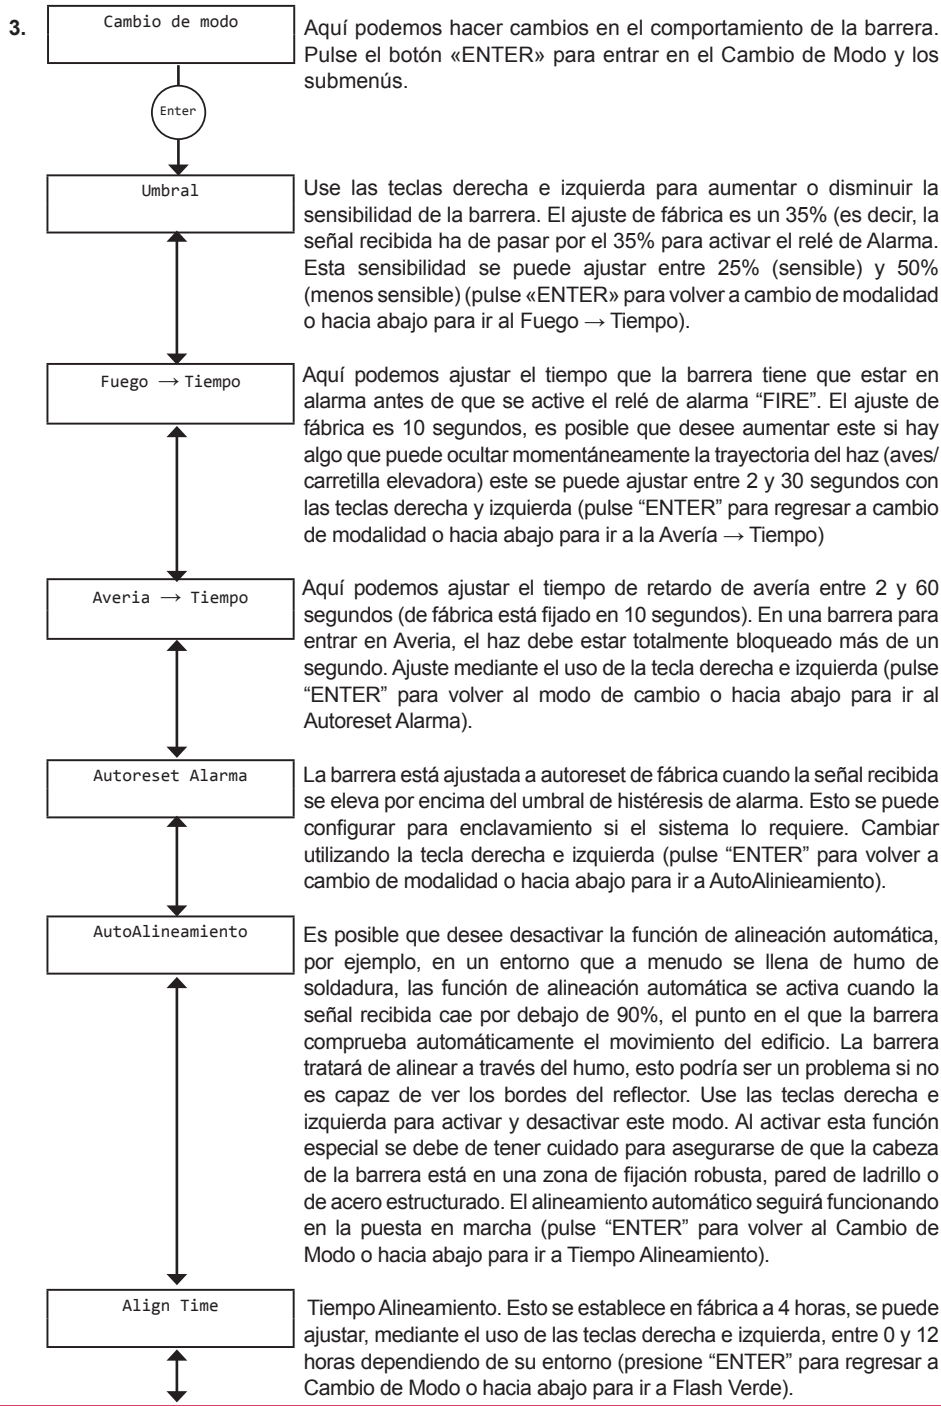 3.
Cambio de modo
Aquí podemos hacer cambios en el comportamiento de la barrera.
Pulse el botón «ENTER» para entrar en el Cambio de Modo y los
submenús.
Enter
Umbral
Use las teclas derecha e izquierda para aumentar o disminuir la
sensibilidad de la barrera. El ajuste de fábrica es un 35% (es decir, la
señal recibida ha de pasar por el 35% para activar el relé de Alarma.
Esta sensibilidad se puede ajustar entre 25% (sensible) y 50%
(menos sensible) (pulse «ENTER» para volver a cambio de modalidad
o hacia abajo para ir al Fuego → Tiempo).
Fuego → Tiempo
Aquí podemos ajustar el tiempo que la barrera tiene que estar en
alarma antes de que se active el relé de alarma “FIRE”. El ajuste de
fábrica es 10 segundos, es posible que desee aumentar este si hay
algo que puede ocultar momentáneamente la trayectoria del haz (aves/
carretilla elevadora) este se puede ajustar entre 2 y 30 segundos con
las teclas derecha y izquierda (pulse “ENTER” para regresar a cambio
de modalidad o hacia abajo para ir a la Avería → Tiempo)
Averia → Tiempo
Aquí podemos ajustar el tiempo de retardo de avería entre 2 y 60
segundos (de fábrica está fijado en 10 segundos). En una barrera para
entrar en Averia, el haz debe estar totalmente bloqueado más de un
segundo. Ajuste mediante el uso de la tecla derecha e izquierda (pulse
“ENTER” para volver al modo de cambio o hacia abajo para ir al
Autoreset Alarma).
Autoreset Alarma
La barrera está ajustada a autoreset de fábrica cuando la señal recibida
se eleva por encima del umbral de histéresis de alarma. Esto se puede
configurar para enclavamiento si el sistema lo requiere. Cambiar
utilizando la tecla derecha e izquierda (pulse “ENTER” para volver a
cambio de modalidad o hacia abajo para ir a AutoAlinieamiento).
AutoAlineamiento
Es posible que desee desactivar la función de alineación automática,
por ejemplo, en un entorno que a menudo se llena de humo de
soldadura, las función de alineación automática se activa cuando la
señal recibida cae por debajo de 90%, el punto en el que la barrera
comprueba automáticamente el movimiento del edificio. La barrera
tratará de alinear a través del humo, esto podría ser un problema si no
es capaz de ver los bordes del reflector. Use las teclas derecha e
izquierda para activar y desactivar este modo. Al activar esta función
especial se debe de tener cuidado para asegurarse de que la cabeza
de la barrera está en una zona de fijación robusta, pared de ladrillo o
de acero estructurado. El alineamiento automático seguirá funcionando
en la puesta en marcha (pulse “ENTER” para volver al Cambio de
Modo o hacia abajo para ir a Tiempo Alineamiento).
Align Time
Tiempo Alineamiento. Esto se establece en fábrica a 4 horas, se puede
ajustar, mediante el uso de las teclas derecha e izquierda, entre 0 y 12
horas dependiendo de su entorno (presione “ENTER” para regresar a
Cambio de Modo o hacia abajo para ir a Flash Verde).